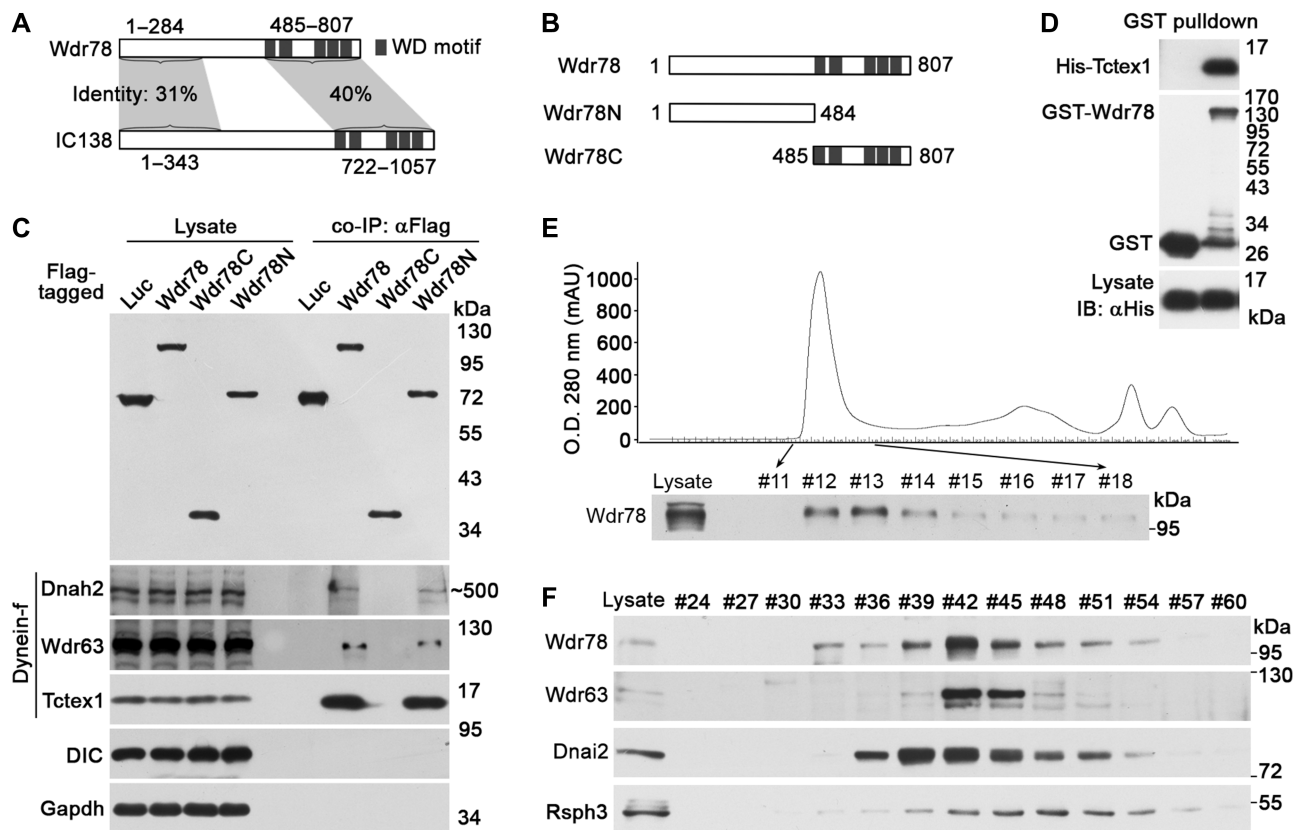 A
1–284
485–807
Wdr78
WD motif
Identity: 31%
40%
IC138
1–343
722–1057
B
Wdr78 1 807
Wdr78N 1 484
Wdr78C 485 807
C
Lysate
co-IP: αFlag
Flag-
tagged
Luc Wdr78 Wdr78C Wdr78N Luc Wdr78 Wdr78C Wdr78N
kDa
130
95
72
55
43
34
Dynein-f
Dnah2
~500
130
Wdr63
Tctex1
17
95
DIC
Gapdh
34
D
GST pulldown
17
His-Tctex1
170
GST-Wdr78
130
95
72
55
43
34
GST
26
Lysate
17
IB: αHis
kDa
E
O.D. 280 nm (mAU)
1000
800
600
400
200
0
Lysate #11 #12 #13 #14 #15 #16 #17 #18
kDa
Wdr78
-95
F
Lysate #24 #27 #30 #33 #36 #39 #42 #45 #48 #51 #54 #57 #60
kDa
Wdr78
-95
-130
Wdr63
Dnai2
-72
-55
Rsph3